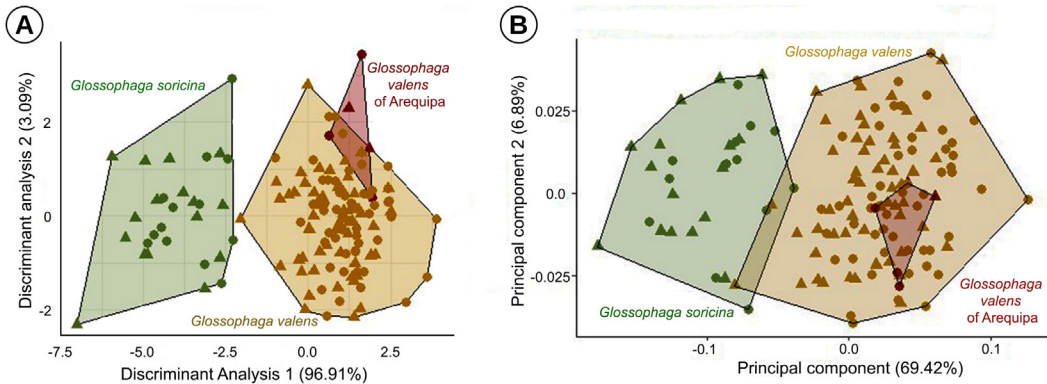 A
Glossophaga soricina
Glossophaga
valens
of Arequipa
Glossophaga valens
Discriminant analysis 2 (3.09%)
2
0
-2
-7.5
-5.0
-2.5
0.0
2.5
Discriminant Analysis 1 (96.91%)
B
Glossophaga valens
Glossophaga soricina
Glossophaga
valens
of Arequipa
Principal component 2 (6.89%)
0.025
0.0
-0.025
-0.1
0.0
0.1
Principal component (69.42%)